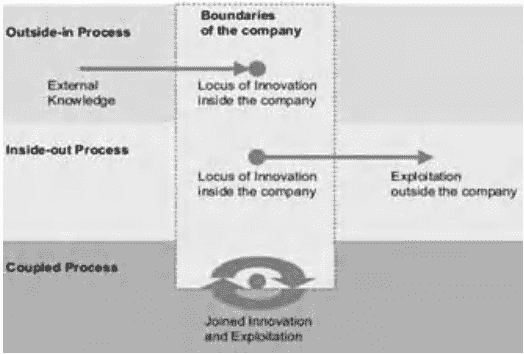 Outside-in Process
Boundaries
of the company
External
Knowledge
Locus of Innovation
inside the company
Inside-out Process
Locus of Innovation
inside the company
Exploitation
outside the company
Coupled Process
Joined Innovation
and Exploitation